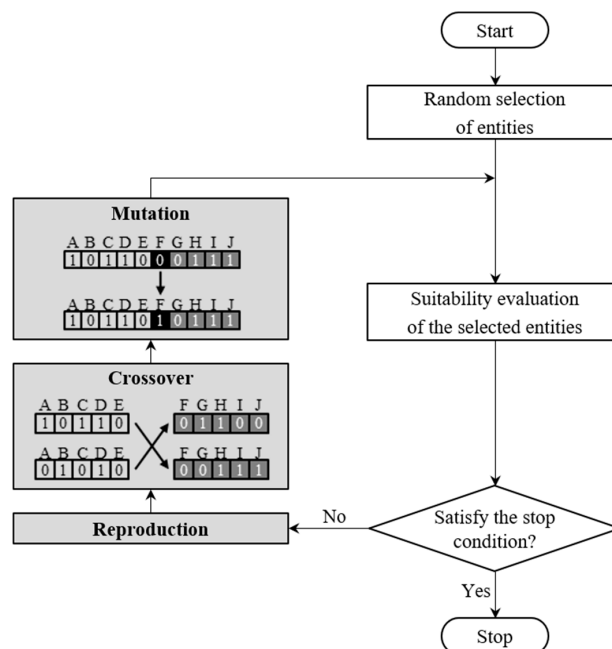 Start
Random selection
of entities
Mutation
A B C D E F G H I J
1 0 1 1 0 0 0 1 1 1
A B C D E F G H I J
1 0 1 1 0 1 0 1 1 1
Suitability evaluation
of the selected entities
Crossover
A B C D E F G H I J
1 0 1 1 0 0 1 1 0 0
A B C D E F G H I J
0 1 0 1 0 0 0 1 1 1
Reproduction
No
Satisfy the stop
condition?
Yes
Stop